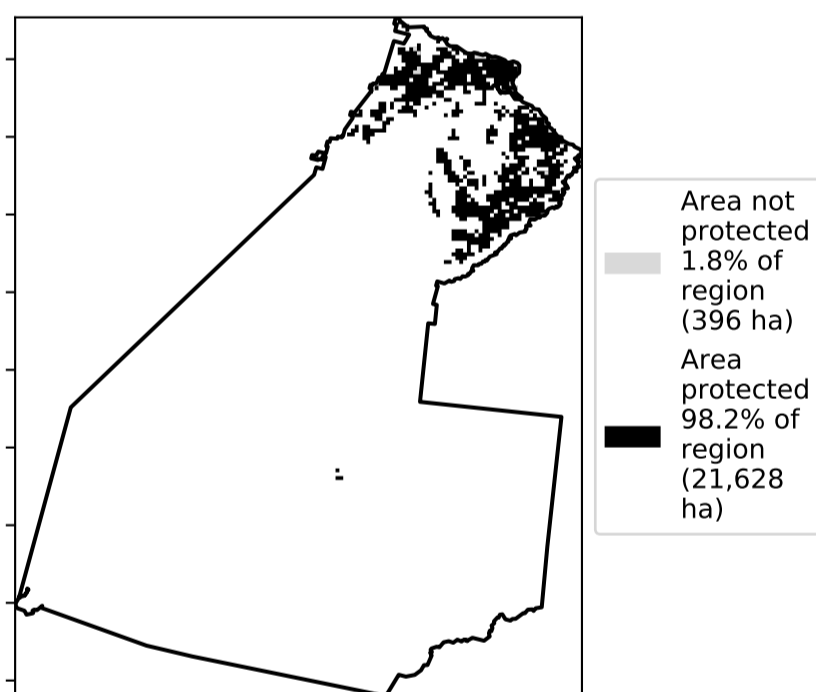 Area not
protected
1.8% of
region
(396 ha)
Area
protected
98.2% of
region
(21,628
ha)